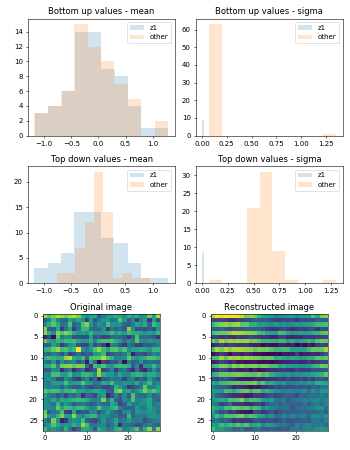 Bottom up values - mean
z1
other
14
12
10
8
6
4
2
0
−1.0 −0.5 0.0 0.5 1.0
Bottom up values - sigma
z1
other
60
50
40
30
20
10
0
0.00 0.25 0.50 0.75 1.00 1.25
Top down values - mean
z1
other
20
15
10
5
0
−1.0 −0.5 0.0 0.5 1.0
Top down values - sigma
z1
other
30
25
20
15
10
5
0
0.00 0.25 0.50 0.75 1.00 1.25
Original image
0
5
10
15
20
25
0 10 20
Reconstructed image
0
5
10
15
20
25
0 10 20